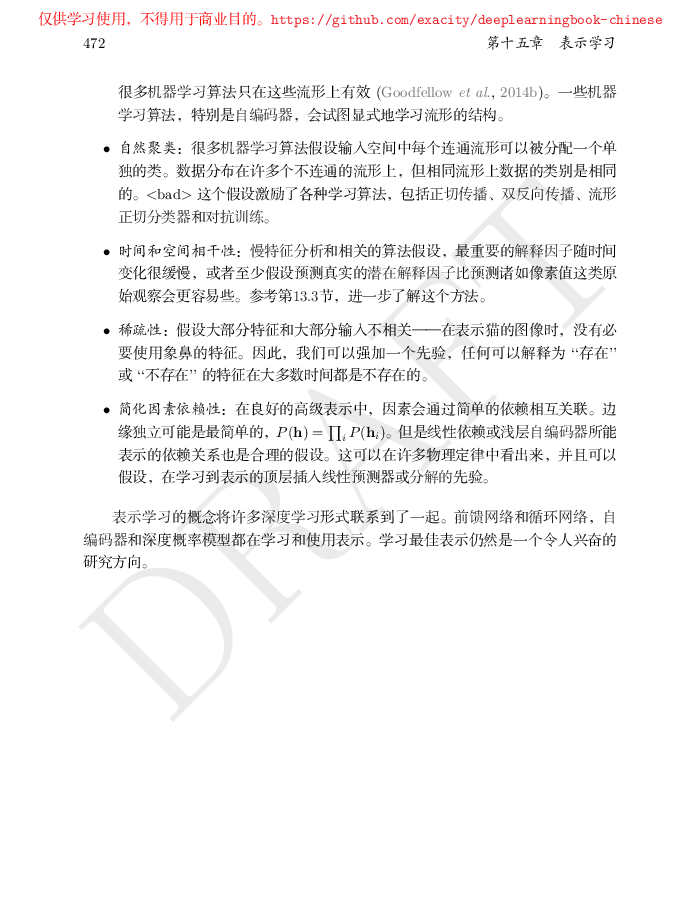 仅供学习使用，不得用于商业目的。https://github.com/exacity/deeplearningbook-chinese
472 第十五章 表示学习
很多机器学习算法只在这些流形上有效 (Goodfellow et al., 2014b)。一些机器
学习算法，特别是自编码器，会试图显式地学习流形的结构。
• 自然聚类：很多机器学习算法假设输入空间中每个连通流形可以被分配一个单
独的类。数据分布在许多个不连通的流形上，但相同流形上数据的类别是相同
的。<bad> 这个假设激励了各种学习算法，包括正切传播、双反向传播、流形
正切分类器和对抗训练。
• 时间和空间相干性：慢特征分析和相关的算法假设，最重要的解释因子随时间
变化很缓慢，或者至少假设预测真实的潜在解释因子比预测诸如像素值这类原
始观察会更容易些。参考第13.3节，进一步了解这个方法。
• 稀疏性：假设大部分特征和大部分输入不相关——在表示猫的图像时，没有必
要使用象鼻的特征。因此，我们可以强加一个先验，任何可以解释为 “存在”
或 “不存在” 的特征在大多数时间都是不存在的。
• 简化因素依赖性：在良好的高级表示中，因素会通过简单的依赖相互关联。边
缘独立可能是最简单的，P(h) = ∏i P(hi)。但是线性依赖或浅层自编码器所能
表示的依赖关系也是合理的假设。这可以在许多物理定律中看出来，并且可以
假设，在学习到表示的顶层插入线性预测器或分解的先验。
表示学习的概念将许多深度学习形式联系到了一起。前馈网络和循环网络，自
编码器和深度概率模型都在学习和使用表示。学习最佳表示仍然是一个令人兴奋的
研究方向。
DRAFT